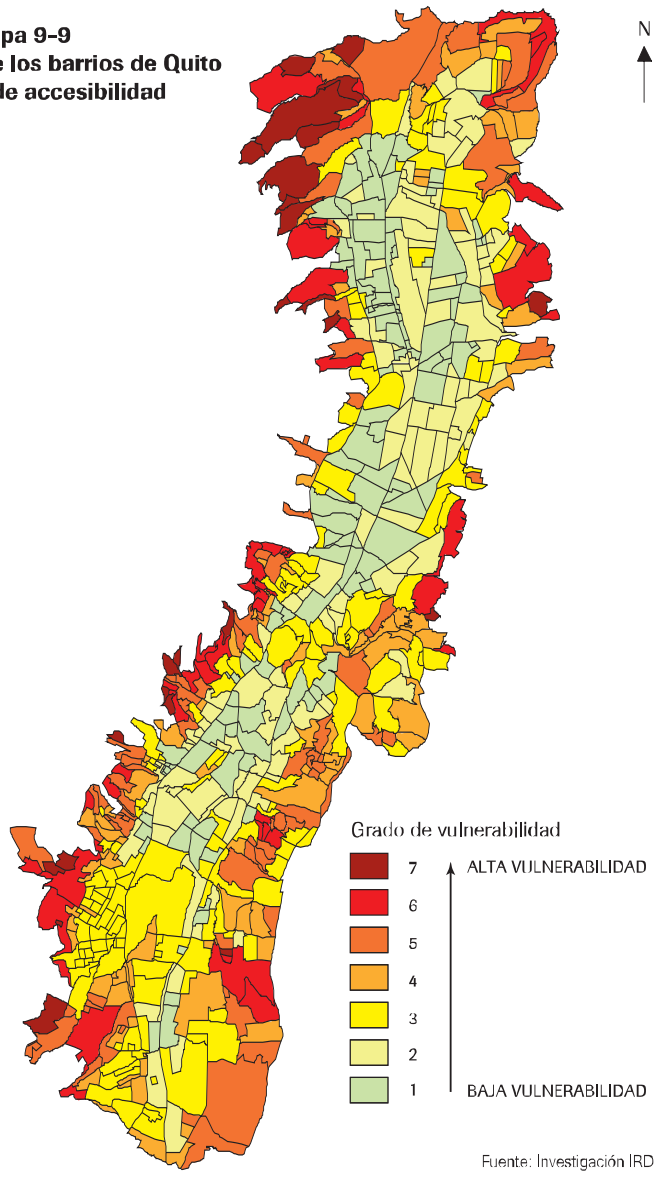 pa 9-9
e los barrios de Quito
de accesibilidad
N
Grado de vulnerabilidad
7 ALTA VULNERABILIDAD
6
5
4
3
2
1 BAJA VULNERABILIDAD
Fuente: Investigación IRD